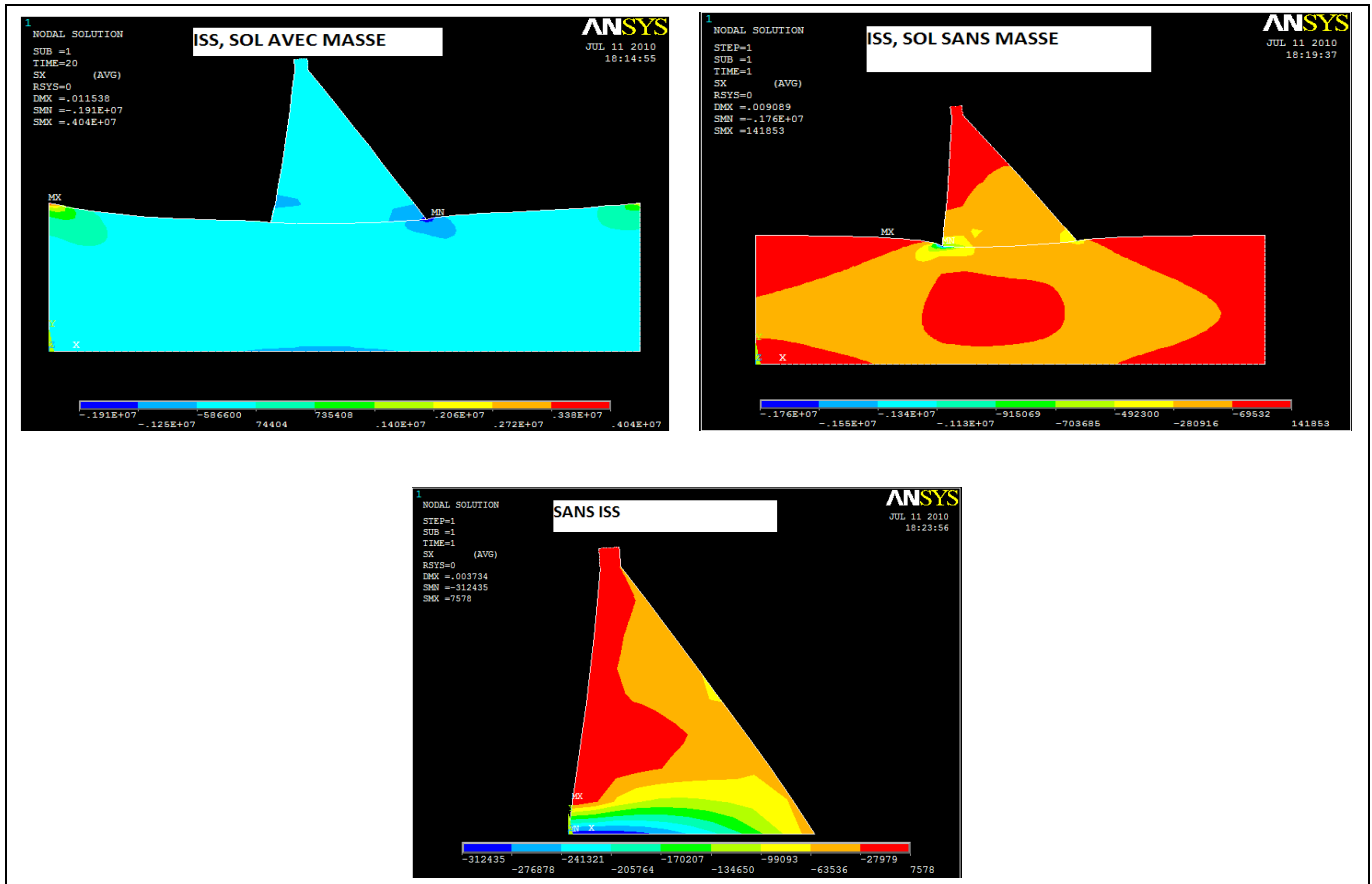 1
NODAL SOLUTION
SUB =1
TIME=20
SX (AVG)
RSYS=0
DMX =.011538
SMN =-.191E+07
SMX =.404E+07
ISS, SOL AVEC MASSE
ANSYS
JUL 11 2010
18:14:55
MX
MN
Y
X
-.191E+07 -586600 735408 .206E+07 .338E+07
-.125E+07 74404 .140E+07 .272E+07 .404E+07
1
NODAL SOLUTION
STEP=1
SUB =1
TIME=1
SX (AVG)
RSYS=0
DMX =.009089
SMN =-.176E+07
SMX =141853
ISS, SOL SANS MASSE
ANSYS
JUL 11 2010
18:19:37
MX
X
-.176E+07 -.134E+07 -915069 -492300 -69532
-.155E+07 -.113E+07 -703685 -280916 141853
1
NODAL SOLUTION
STEP=1
SUB =1
TIME=1
SX (AVG)
RSYS=0
DMX =.003734
SMN =-312435
SMX =7578
SANS ISS
ANSYS
JUL 11 2010
18:23:56
MX
X
-312435 -241321 -170207 -99093 -27979
-276878 -205764 -134650 -63536 7578